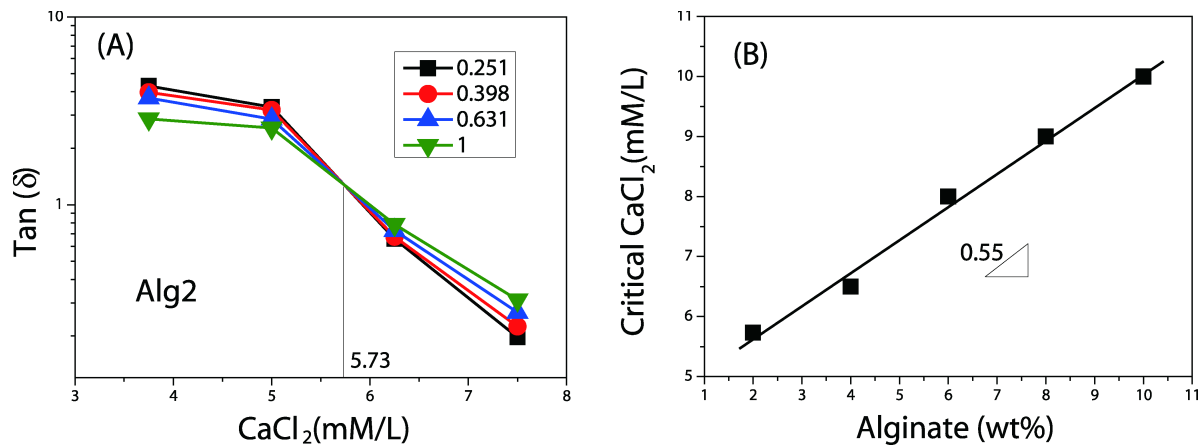 (A)
10
1
Tan (δ)
0.251
0.398
0.631
1
Alg2
5.73
3 4 5 6 7 8
CaCl₂(mM/L)
(B)
11
10
9
8
7
6
5
Critical CaCl₂(mM/L)
0.55
1 2 3 4 5 6 7 8 9 10 11
Alginate (wt%)